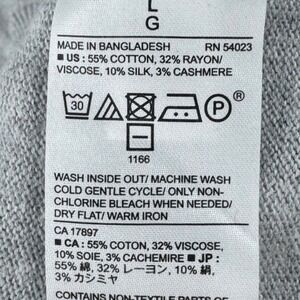 L
G
MADE IN BANGLADESH RN 54023
■ US : 55% COTTON, 32% RAYON/
VISCOSE, 10% SILK, 3% CASHMERE
30 P ®
1166
WASH INSIDE OUT/ MACHINE WASH
COLD GENTLE CYCLE/ ONLY NON-
CHLORINE BLEACH WHEN NEEDED/
DRY FLAT/ WARM IRON
CA 17897
■ CA : 55% COTON, 32% VISCOSE,
10% SOIE, 3% CACHEMIRE ■ JP :
55% 綿, 32% レーヨン, 10% 絹,
3% カシミヤ
CONTAINS NON-TEXTILE PARTS OF